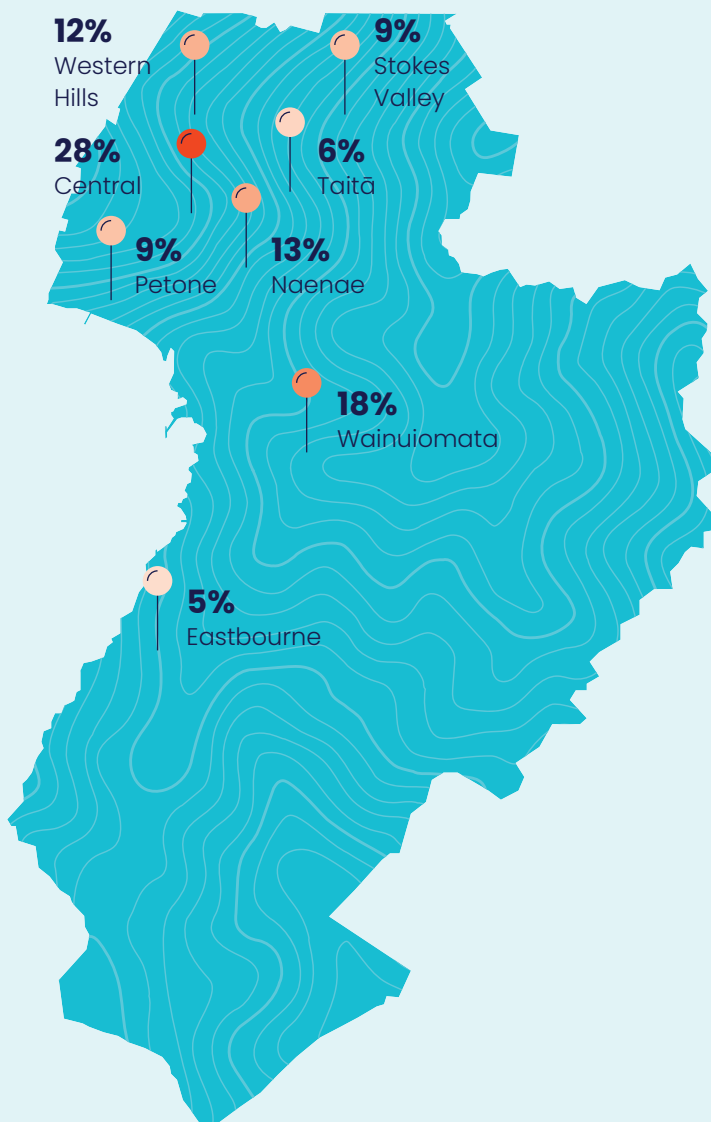 12%
Western
Hills
9%
Stokes
Valley
28%
Central
6%
Taitā
9%
Petone
13%
Naenae
18%
Wainuiomata
5%
Eastbourne